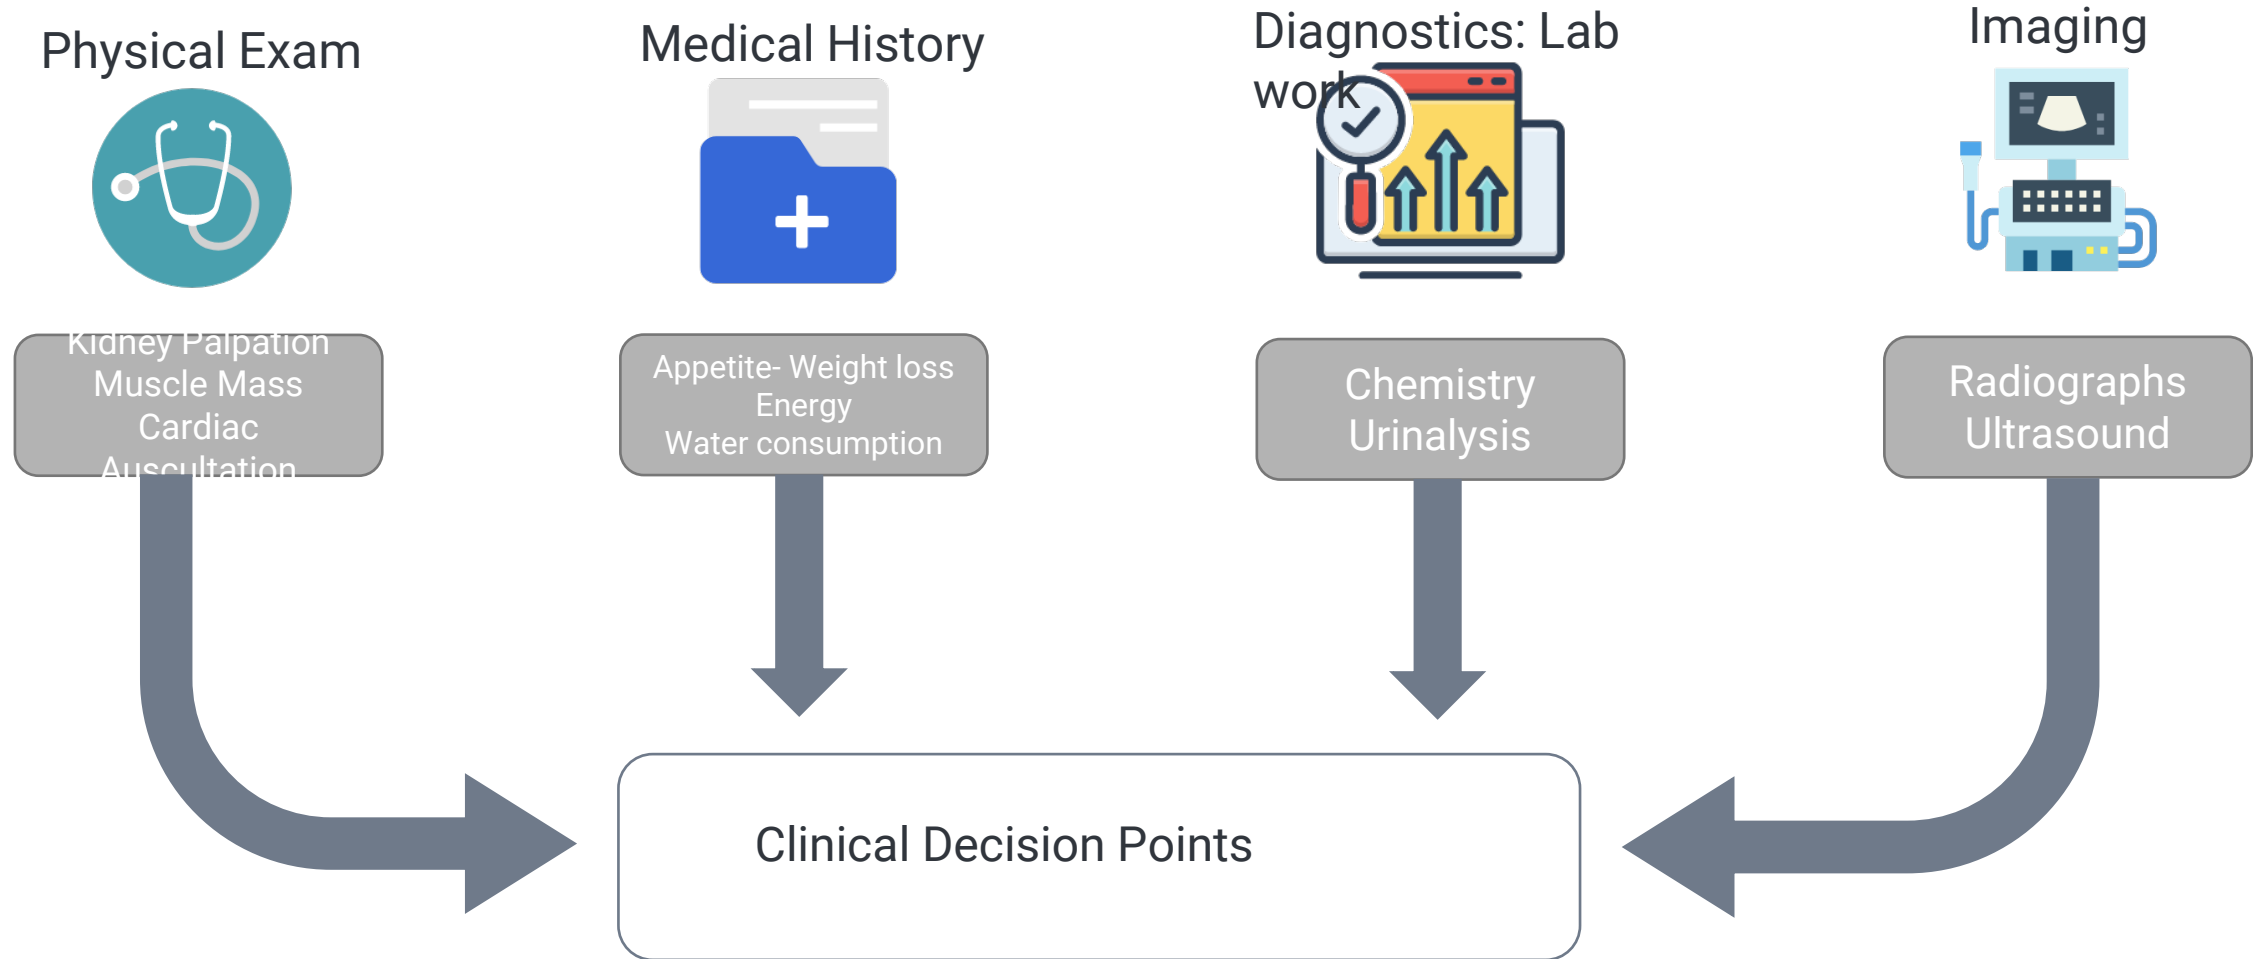 Physical Exam
Medical History
Diagnostics: Lab
work
Imaging
Kidney Palpation
Muscle Mass
Cardiac
Auscultation
Appetite- Weight loss
Energy
Water consumption
Chemistry
Urinalysis
Radiographs
Ultrasound
Clinical Decision Points